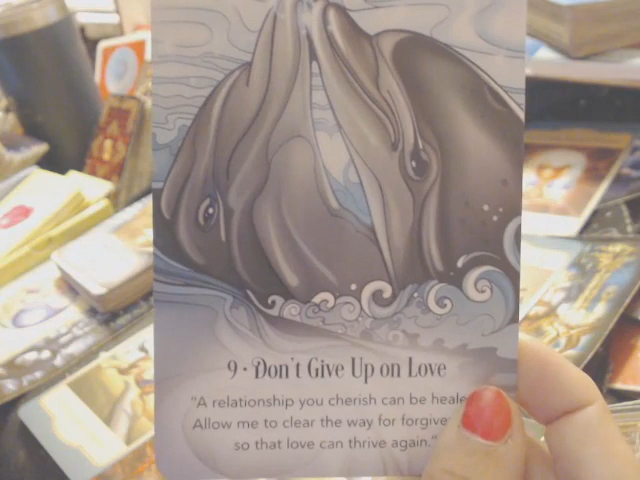 9 · Don't Give Up on Love
"A relationship you cherish can be heale
Allow me to clear the way for forgive
so that love can thrive again."